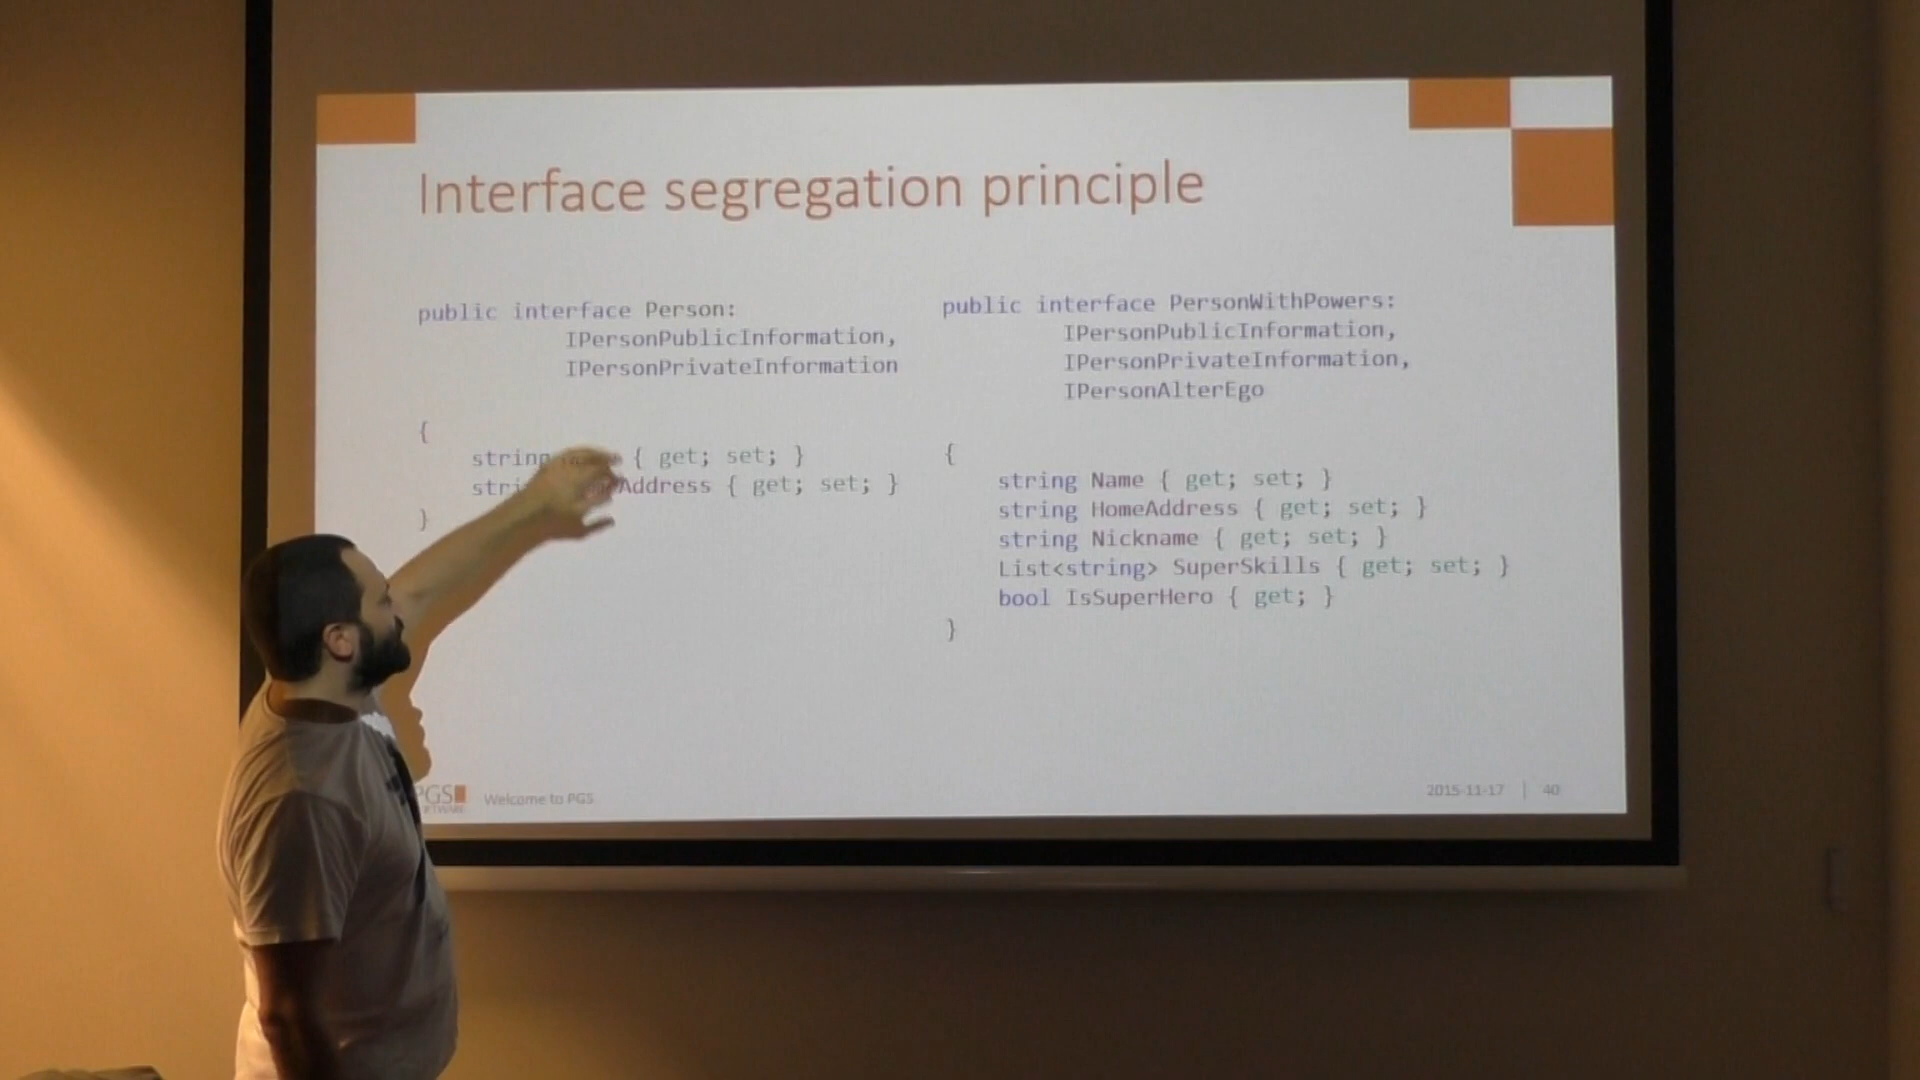 Interface segregation principle
public interface Person:
IPersonPublicInformation,
IPersonPrivateInformation
{
string { get; set; }
Address { get; set; }
}
public interface PersonWithPowers:
IPersonPublicInformation,
IPersonPrivateInformation,
IPersonAlterEgo
{
string Name { get; set; }
string HomeAddress { get; set; }
string Nickname { get; set; }
List<string> SuperSkills { get; set; }
bool IsSuperHero { get; }
}
PGS
Welcome to PGS
2015-11-17 | 40